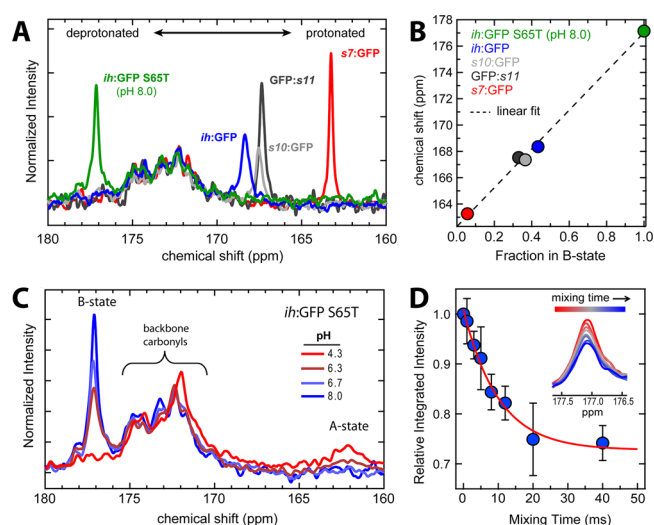 A
deprotonated
protonated
ih:GFP S65T
(pH 8.0)
s7:GFP
GFP:s11
ih:GFP
s10:GFP
Normalized Intensity
180 175 170 165 160
chemical shift (ppm)
B
ih:GFP S65T (pH 8.0)
ih:GFP
s10:GFP
GFP:s11
s7:GFP
linear fit
chemical shift (ppm)
178
176
174
172
170
168
166
164
0.0 0.2 0.4 0.6 0.8 1.0
Fraction in B-state
C
B-state
backbone
carbonyls
ih:GFP S65T
pH
4.3
6.3
6.7
8.0
A-state
Normalized Intensity
180 175 170 165 160
chemical shift (ppm)
D
mixing time
177.5 177.0 176.5
ppm
Relative Integrated Intensity
1.0
0.9
0.8
0.7
0.6
0 10 20 30 40 50
Mixing Time (ms)